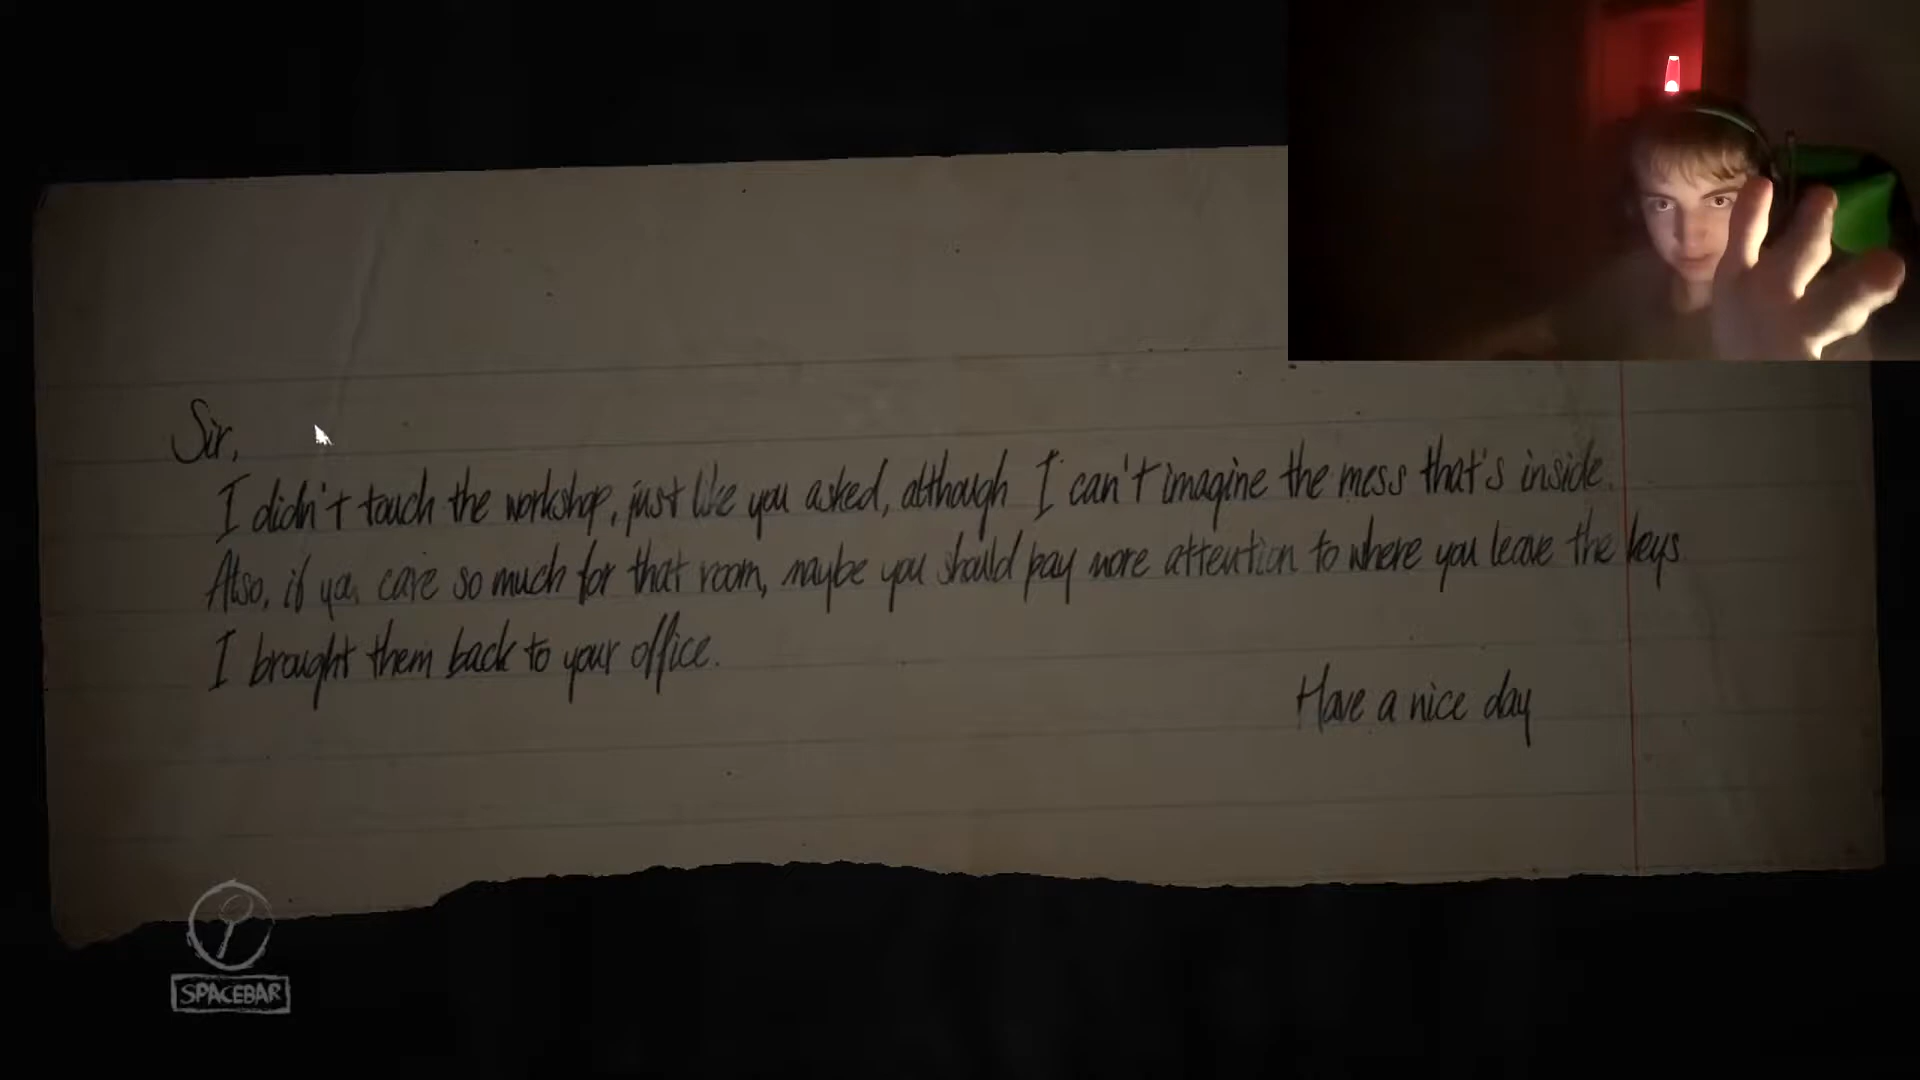 Sir,
I didn't touch the workshop, just like you asked, although I can't imagine the mess that's inside.
Also, if you care so much for that room, maybe you should pay more attention to where you leave the keys.
I brought them back to your office.
Have a nice day
SPACEBAR